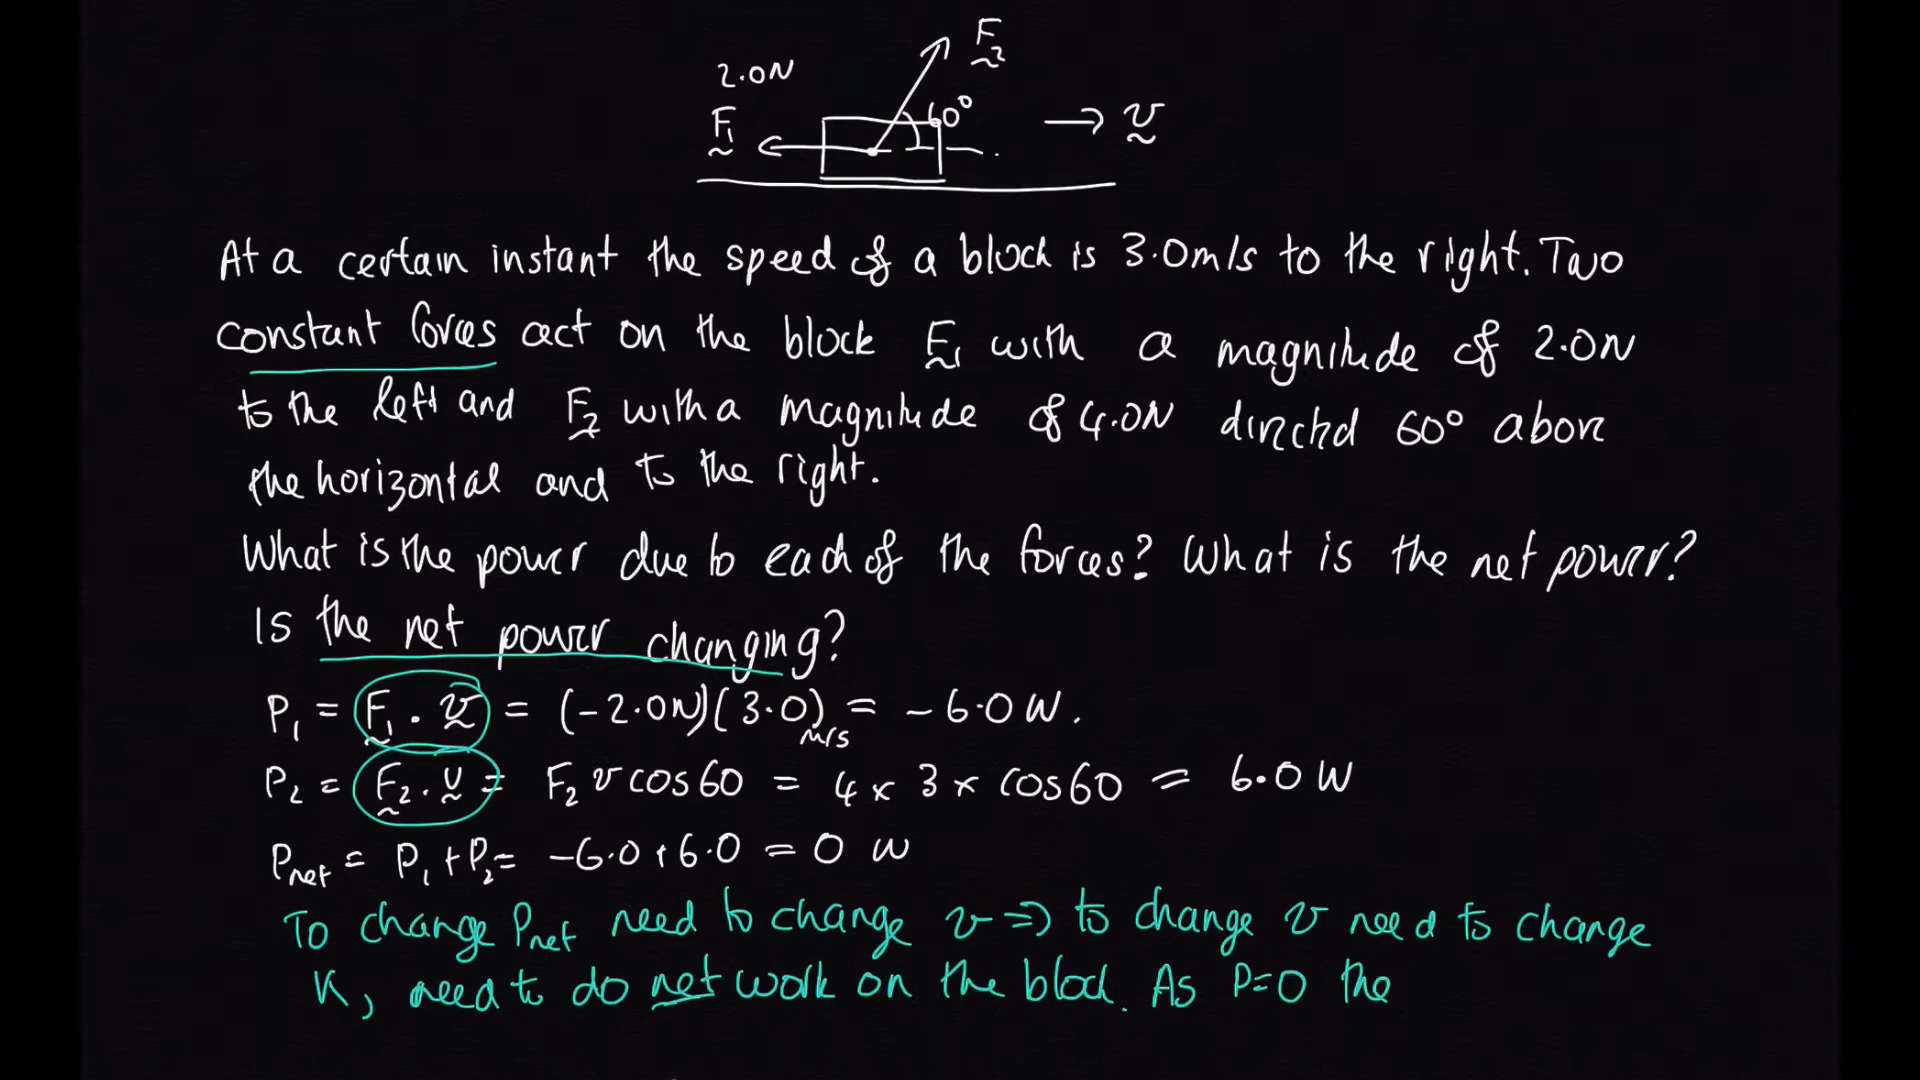 F₂
2.0N
60°
F₁
v
At a certain instant the speed of a block is 3.0m/s to the right. Two
constant forces act on the block F₁ with a magnitude of 2.0N
to the left and F₂ with a magnitude of 4.0N directed 60° above
the horizontal and to the right.
What is the power due to each of the forces? What is the net power?
Is the net power changing?
P₁ = F₁ . v = (-2.0N)(3.0)m/s = -6.0W.
P₂ = F₂ . v = F₂ v cos60 = 4 x 3 x cos60 = 6.0W
Pnet = P₁ + P₂ = -6.0 + 6.0 = 0 W
To change Pnet need to change v => to change v need to change
K, need to do net work on the block. As P=0 the